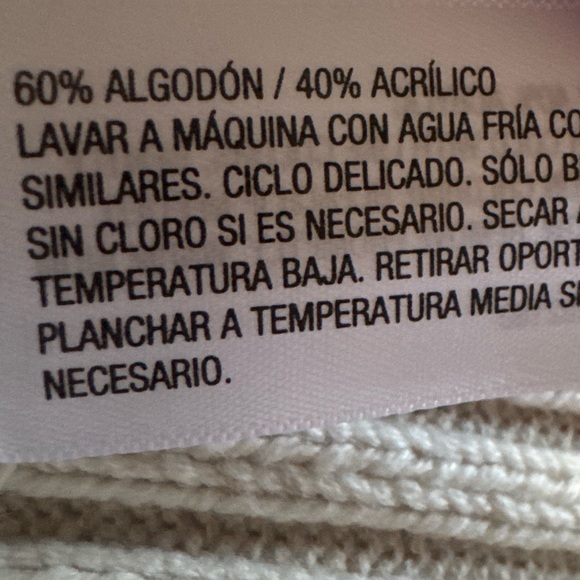 60% ALGODÓN / 40% ACRÍLICO
LAVAR A MÁQUINA CON AGUA FRÍA CO
SIMILARES. CICLO DELICADO. SÓLO B
SIN CLORO SI ES NECESARIO. SECAR A
TEMPERATURA BAJA. RETIRAR OPORT
PLANCHAR A TEMPERATURA MEDIA SI
NECESARIO.